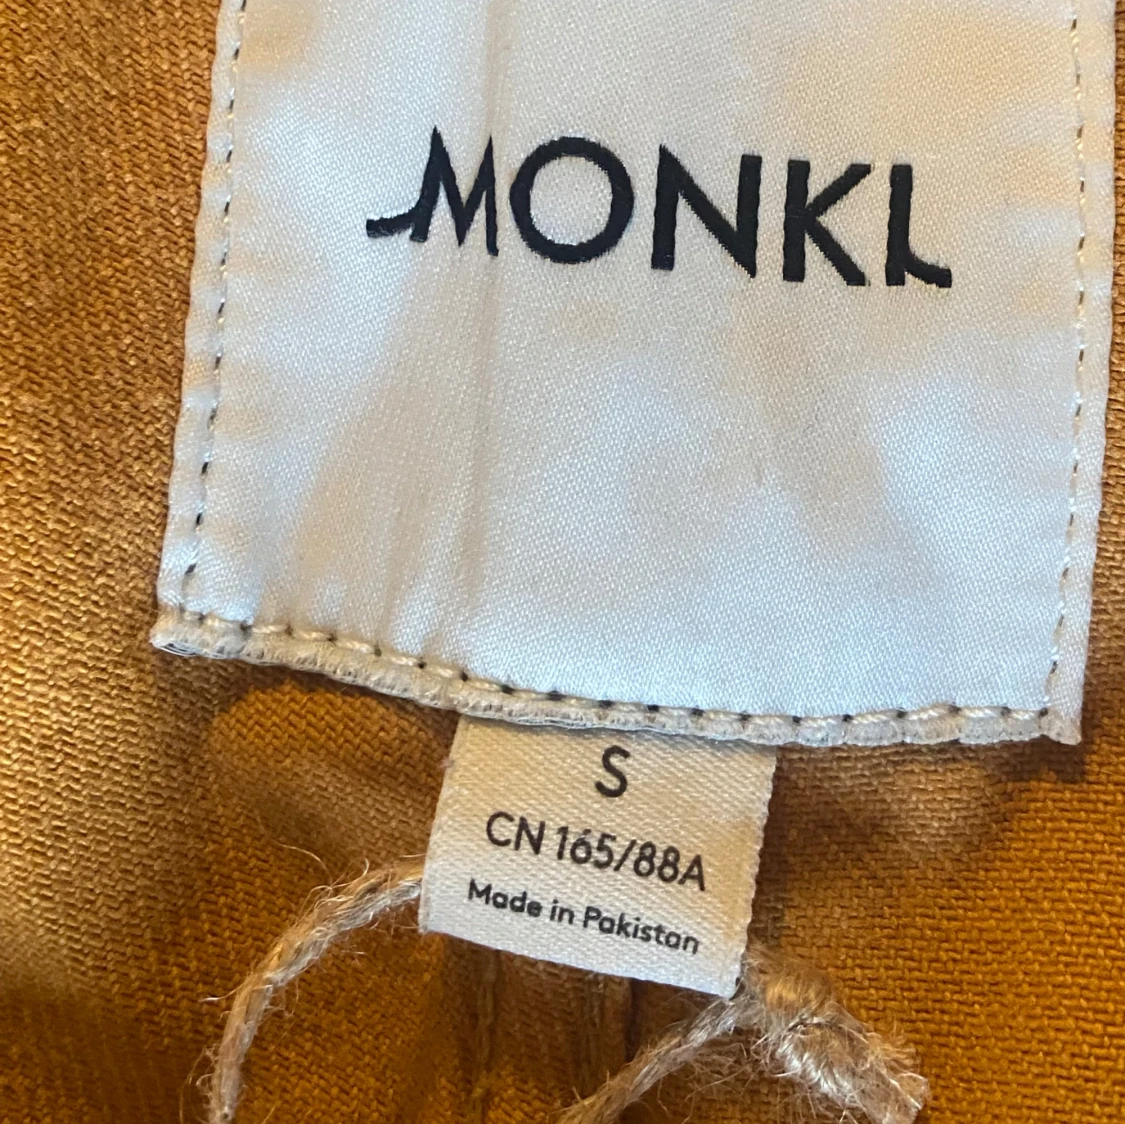 MONKI
S
CN 165/88A
Made in Pakistan